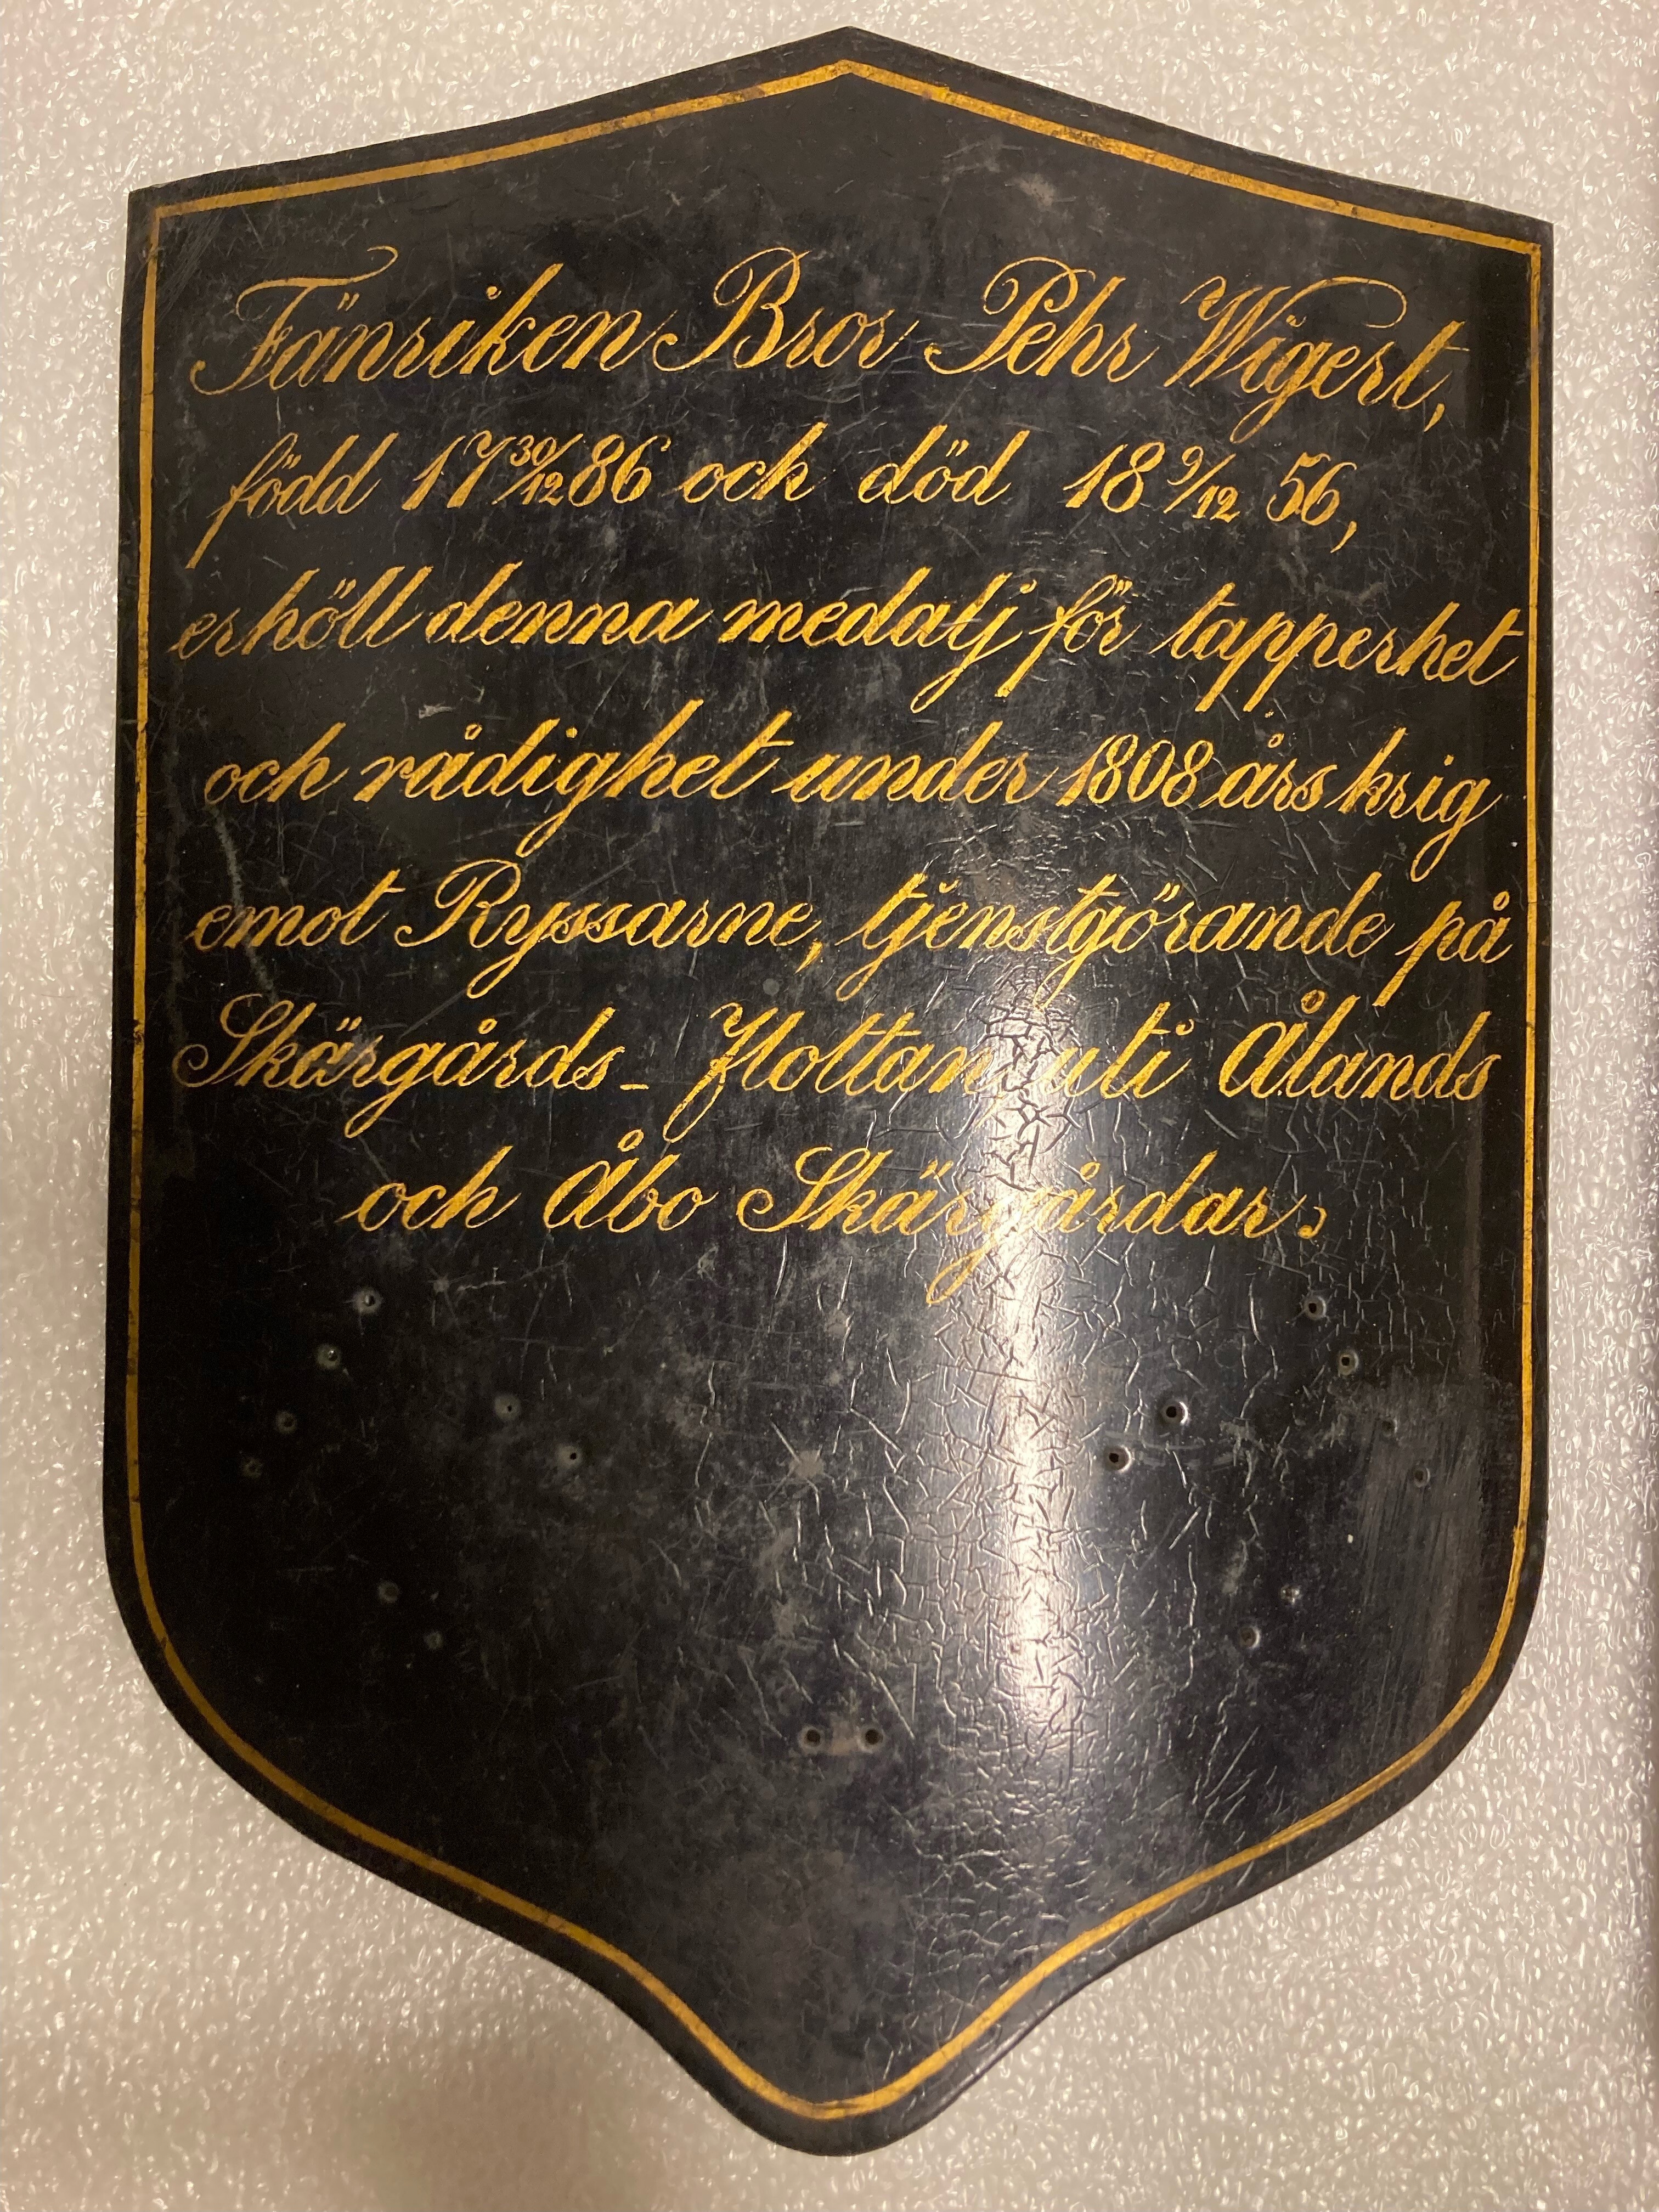 Fänriken Bror Pehr Wigert,
född 17 30/12 86 och död 18 9/12 56,
erhöll denna medalj för tapperhet
och rådighet under 1808 års krig
emot Ryssarne, tjenstgörande på
Skärgårds-flottan, uti Ålands
och Åbo Skärgårdar.